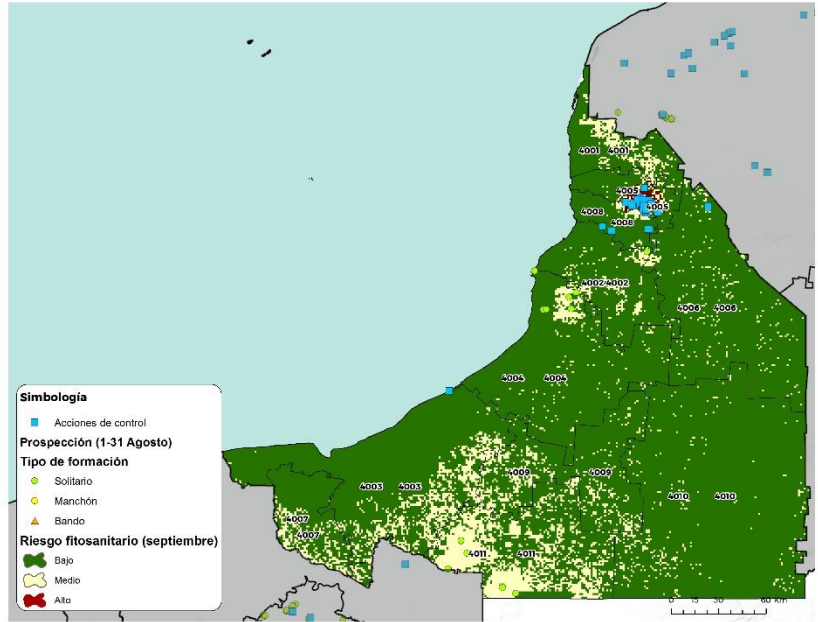 4001 4001
4005
4005
4008
4008
4002 4002
4006 4006
4004 4004
4009 4009
4003 4003
4010 4010
4007
4007
4011 4011
Simbología
Acciones de control
Prospección (1-31 Agosto)
Tipo de formación
Solitario
Manchón
Bando
Riesgo fitosanitario (septiembre)
Bajo
Medio
Alto
0 15 30 60 Km